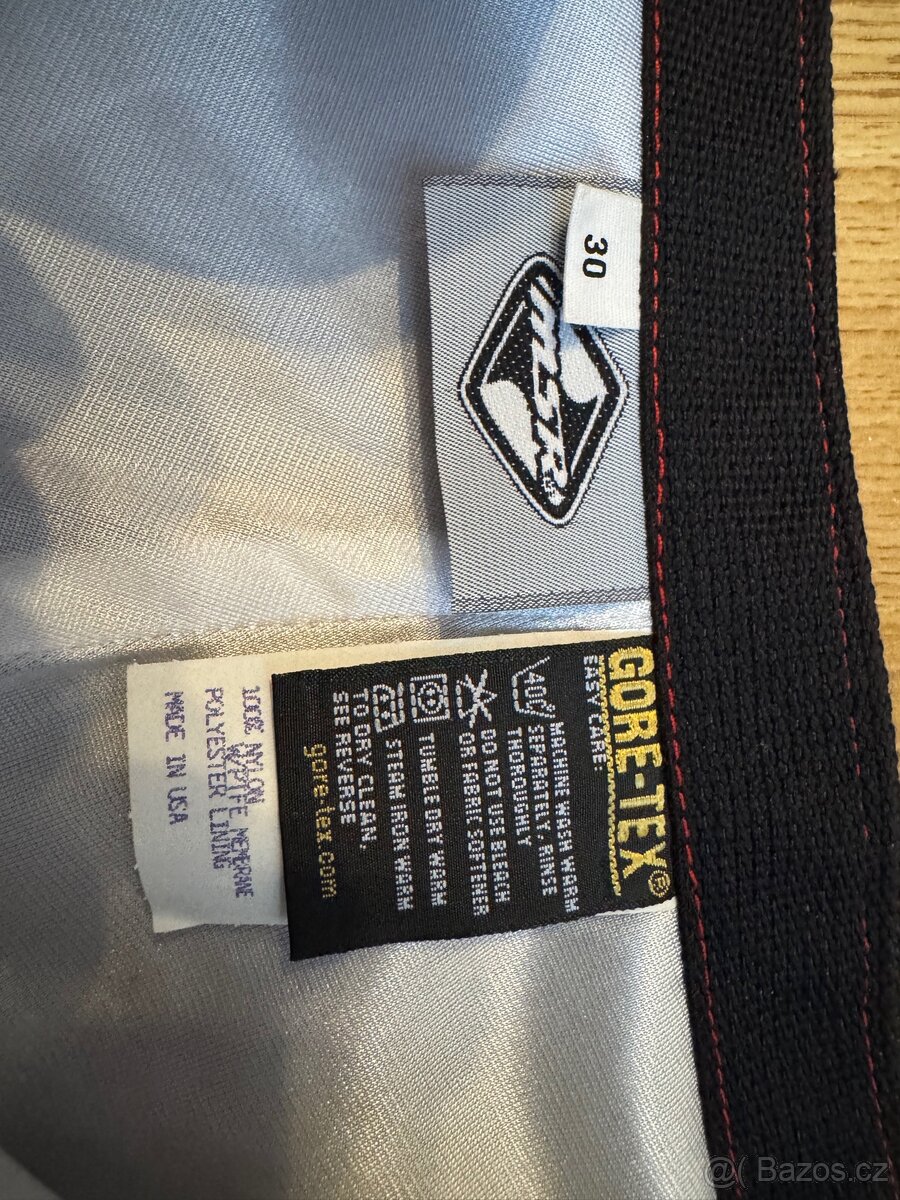 30
MSR
GORE-TEX®
EASY CARE:
MACHINE WASH WARM
40
SEPARATELY, RINSE
THOROUHLY
DO NOT USE BLEACH
OR FABRIC SOFTENER
TUMBLE DRY WARM
STEAM IRON WARM
TO DRY CLEAN,
SEE REVERSE
gore-tex.com
100% NYLON
W/PTFE MEMBRANE
POLYESTER LINING
MADE IN USA
@( Bazos.cz